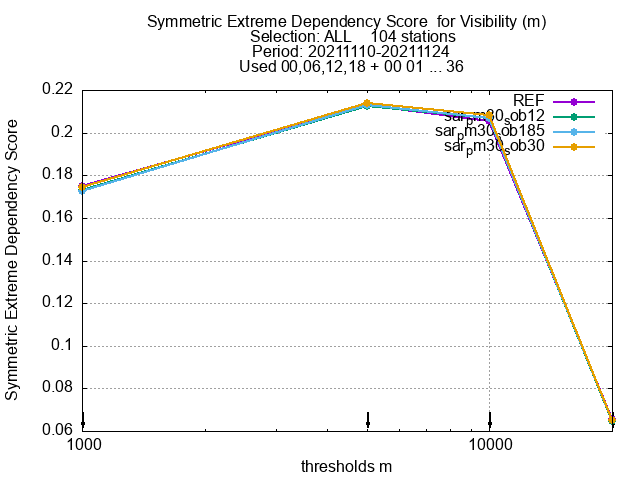 Symmetric Extreme Dependency Score for Visibility (m)
Selection: ALL 104 stations
Period: 20211110-20211124
Used 00,06,12,18 + 00 01 ... 36
REF
sar_pm30_sob12
sar_pm30_sob185
sar_pm30_sob30
Symmetric Extreme Dependency Score
0.22
0.2
0.18
0.16
0.14
0.12
0.1
0.08
0.06
1000
10000
thresholds m